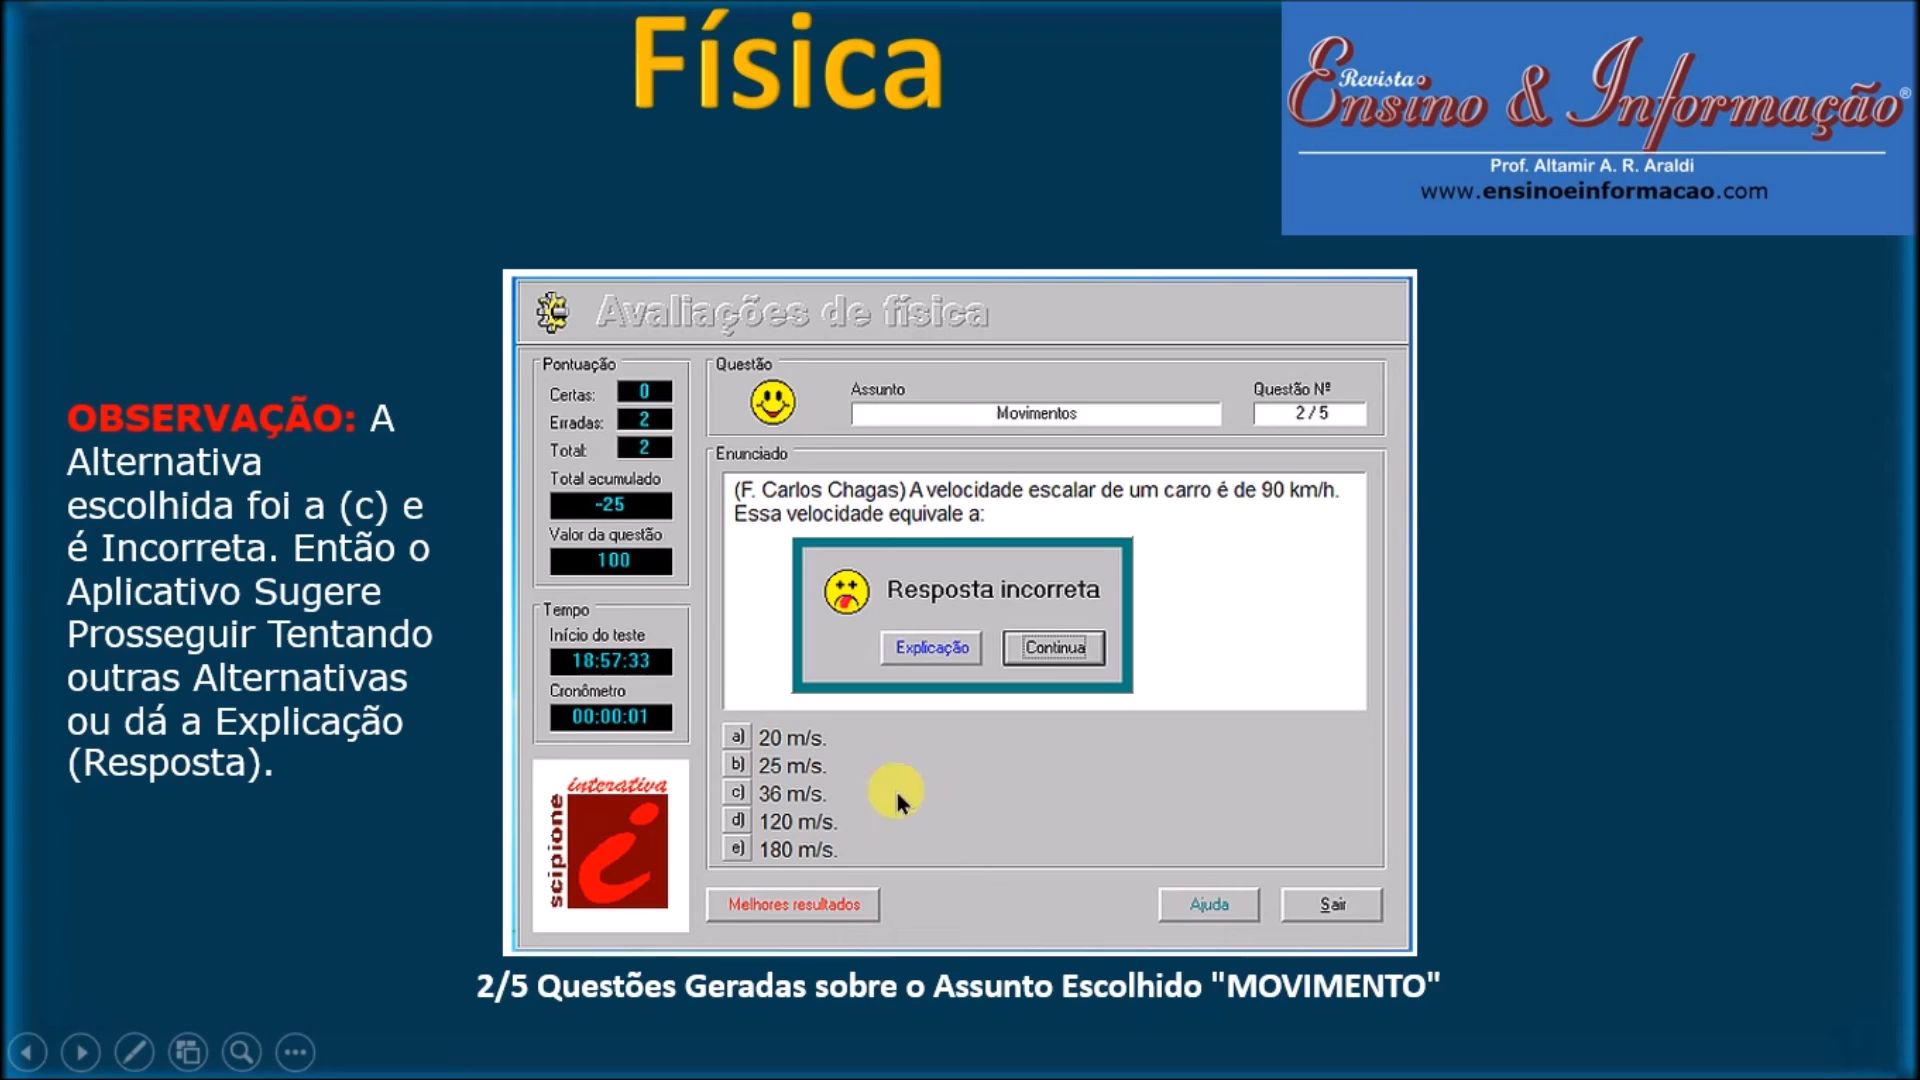 Física
Revista
Ensino & Informação®
Prof. Altamir A. R. Araldi
www.ensinoeinformacao.com
OBSERVAÇÃO: A
Alternativa
escolhida foi a (c) e
é Incorreta. Então o
Aplicativo Sugere
Prosseguir Tentando
outras Alternativas
ou dá a Explicação
(Resposta).
Avaliações de física
Pontuação
Certas: 0
Erradas: 2
Total: 2
Total acumulado
-25
Valor da questão
100
Tempo
Início do teste
18:57:33
Cronômetro
00:00:01
scipione
interativa
i
Questão
Assunto
Movimentos
Questão Nº
2 / 5
Enunciado
(F. Carlos Chagas) A velocidade escalar de um carro é de 90 km/h.
Essa velocidade equivale a:
Resposta incorreta
Explicação
Continua
a) 20 m/s.
b) 25 m/s.
c) 36 m/s.
d) 120 m/s.
e) 180 m/s.
Melhores resultados
Ajuda
Sair
2/5 Questões Geradas sobre o Assunto Escolhido "MOVIMENTO"